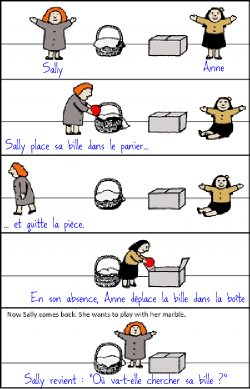 Sally Anne
Sally place sa bille dans le panier...
... et quitte la pièce.
En son absence, Anne déplace la bille dans la boîte
Now Sally comes back. She wants to play with her marble.
Sally revient : "Où va-t-elle chercher sa bille ?"